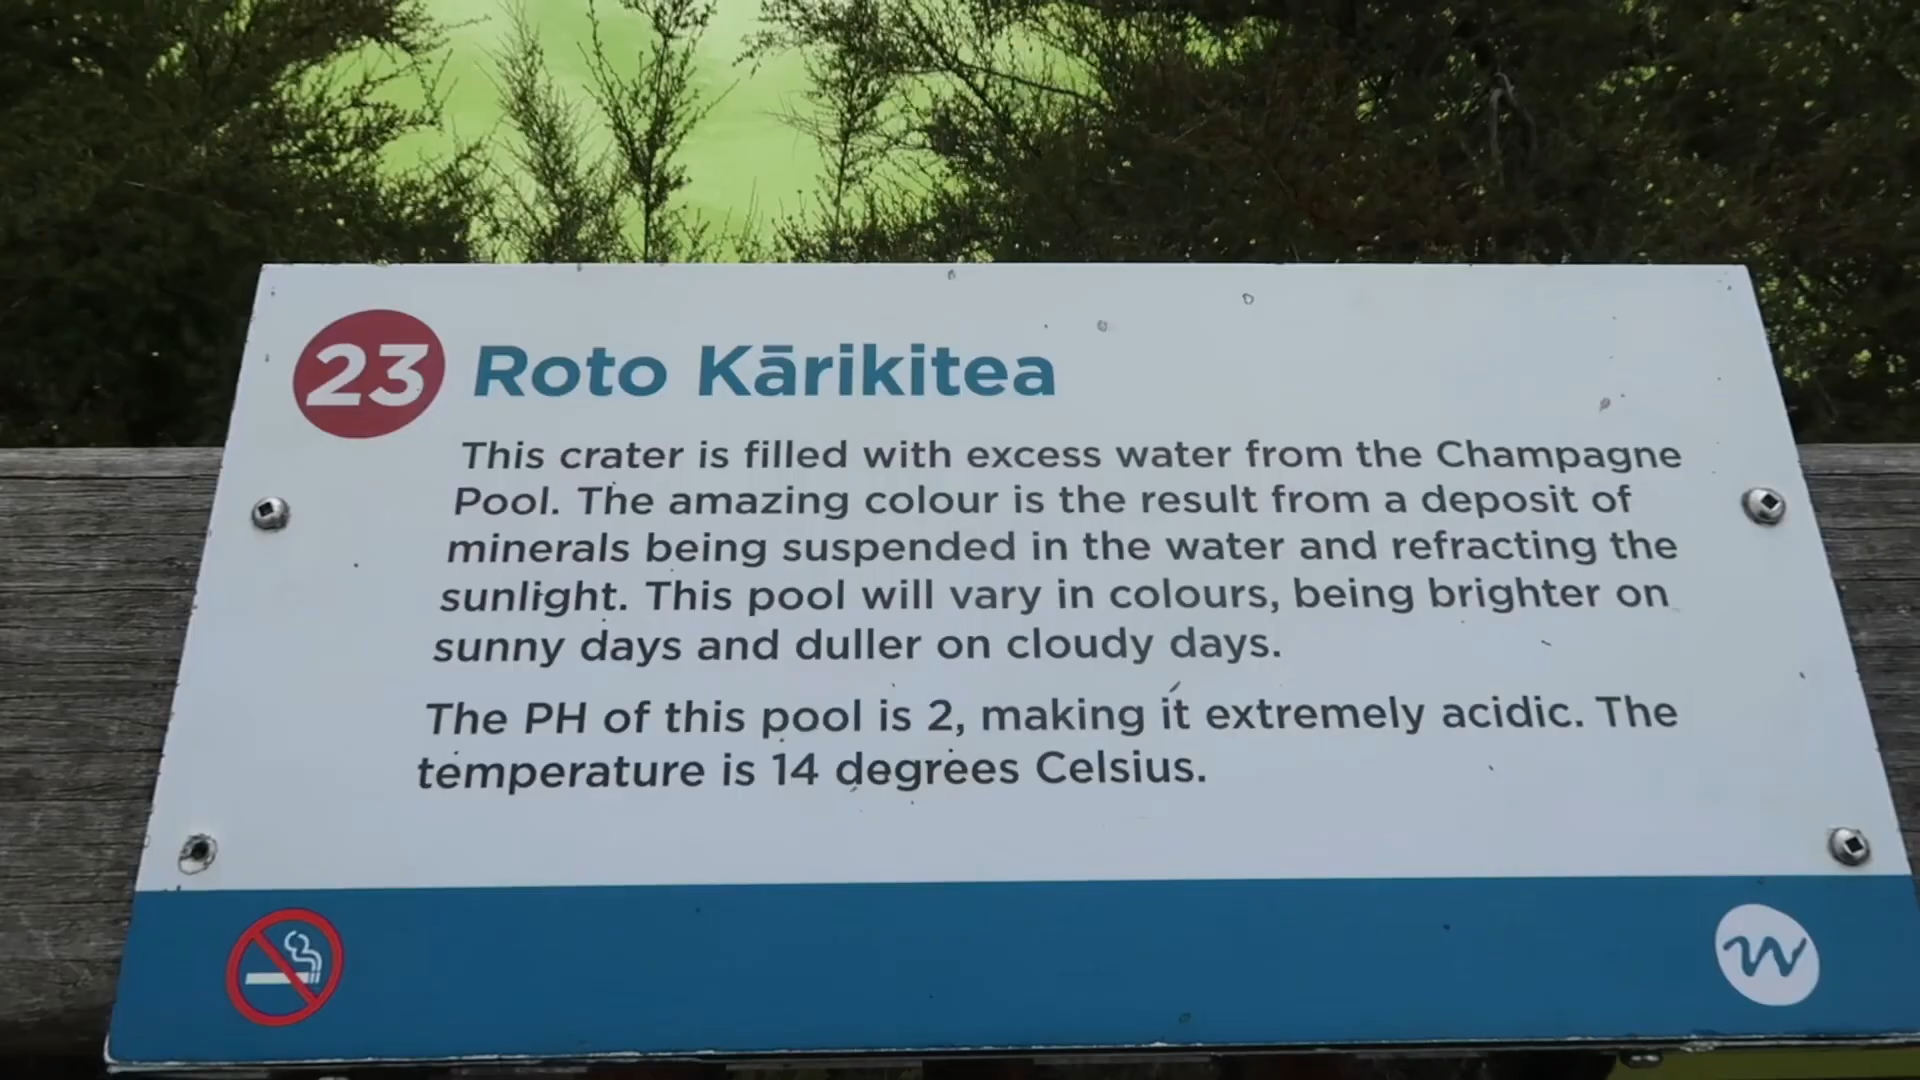 23 Roto Kārikitea
This crater is filled with excess water from the Champagne
Pool. The amazing colour is the result from a deposit of
minerals being suspended in the water and refracting the
sunlight. This pool will vary in colours, being brighter on
sunny days and duller on cloudy days.
The PH of this pool is 2, making it extremely acidic. The
temperature is 14 degrees Celsius.
W